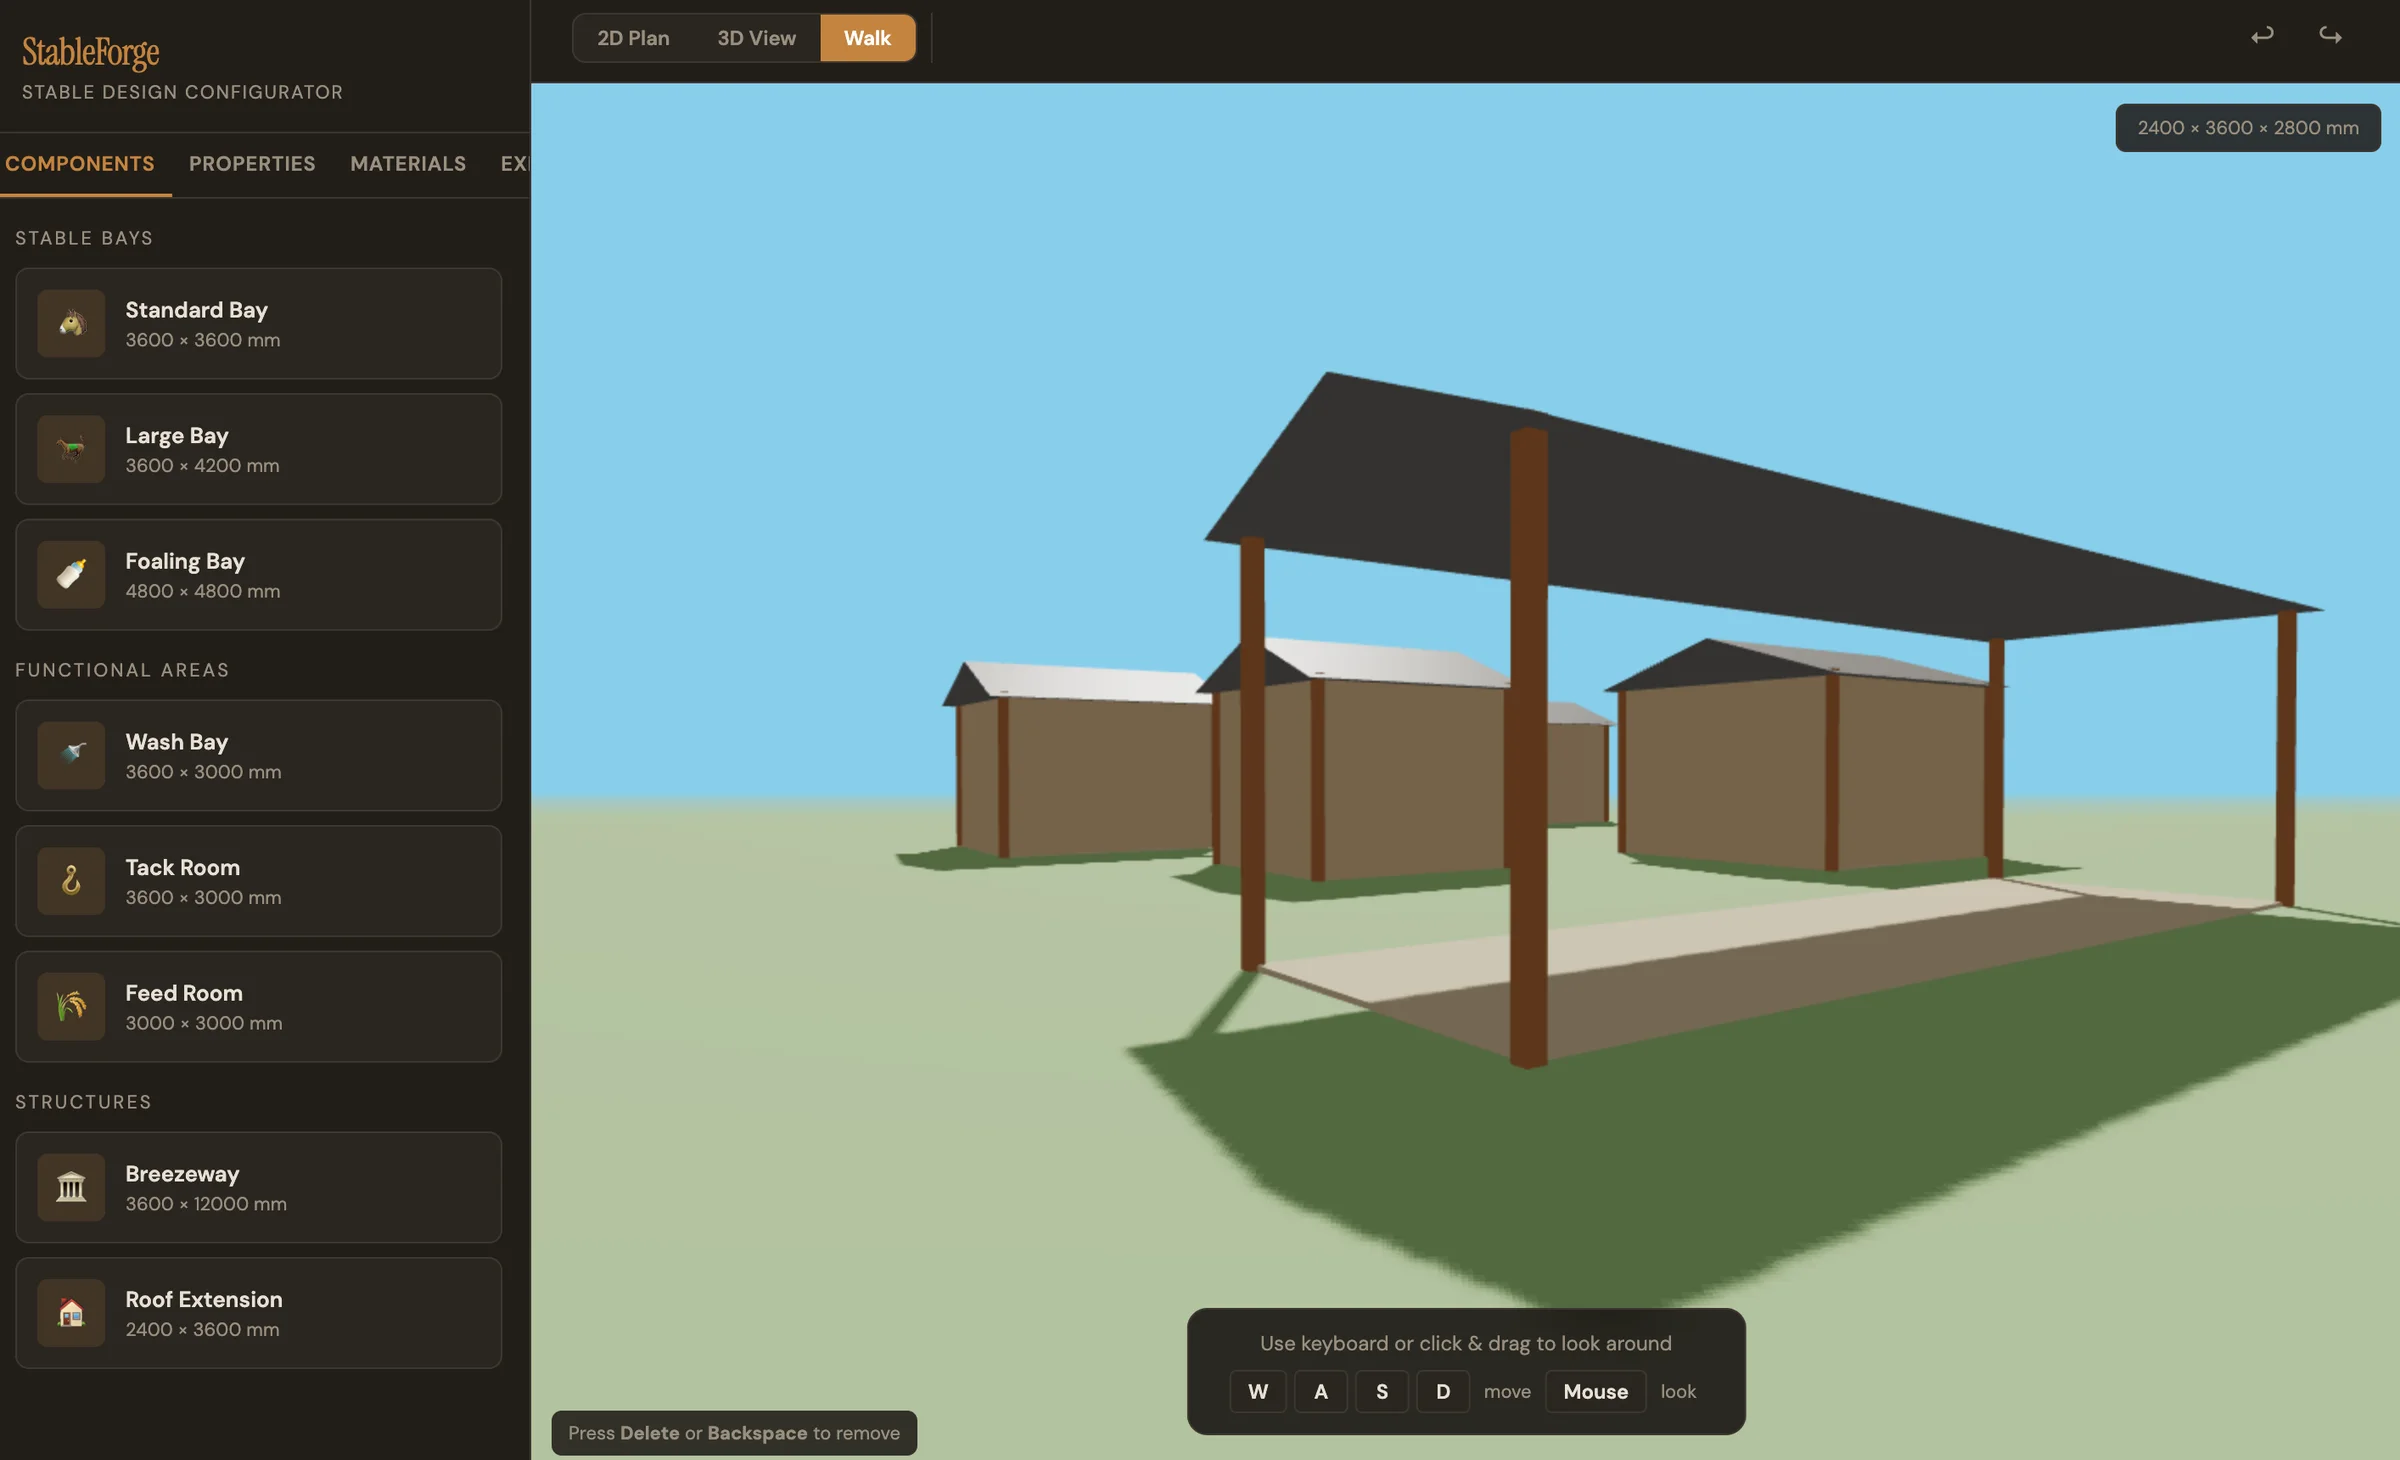 StableForge
STABLE DESIGN CONFIGURATOR
2D Plan
3D View
Walk
COMPONENTS
PROPERTIES
MATERIALS
EX
2400 × 3600 × 2800 mm
STABLE BAYS
Standard Bay
3600 × 3600 mm
Large Bay
3600 × 4200 mm
Foaling Bay
4800 × 4800 mm
FUNCTIONAL AREAS
Wash Bay
3600 × 3000 mm
Tack Room
3600 × 3000 mm
Feed Room
3000 × 3000 mm
STRUCTURES
Breezeway
3600 × 12000 mm
Roof Extension
2400 × 3600 mm
Use keyboard or click & drag to look around
W A S D move Mouse look
Press Delete or Backspace to remove